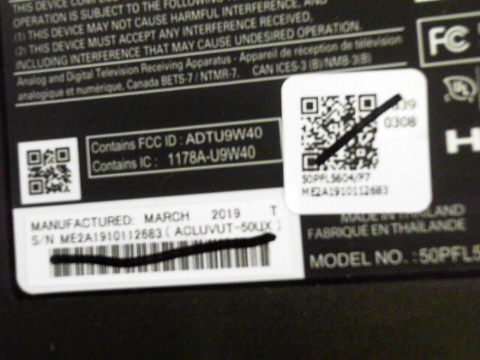 THIS DEVICE
OPERATION IS SUBJECT TO THE FOLLOWING
(1) THIS DEVICE MAY NOT CAUSE HARMFUL INTERFERENCE, AND
(2) THIS DEVICE MUST ACCEPT ANY INTERFERENCE RECEIVED,
INCLUDING INTERFERENCE THAT MAY CAUSE UNDESIRED OPERATION.
Analog and Digital Television Receiving Apparatus - Appareil de réception de télévision
analogique et numérique, Canada BETS-7 / NTMR-7. CAN ICES-3 (B)/NMB-3(B)
FC
Contains FCC ID : ADTU9W40
Contains IC : 1178A-U9W40
839
0308
50PFL5604/F7
ME2A1910112683
MANUFACTURED: MARCH 2019 T
S/N ME2A1910112683 (ACLUVUT-50UX)
MADE IN THAILAND
FABRIQUE EN THAILANDE
MODEL NO. : 50PFL5